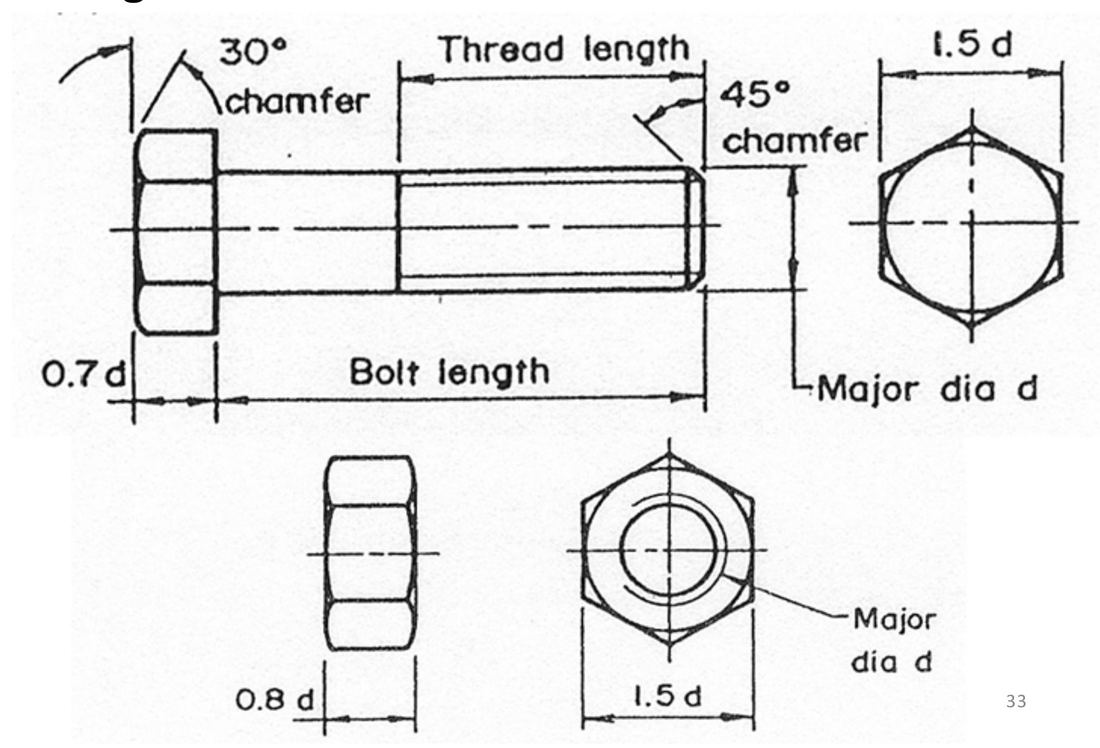 30°
chamfer
Thread length
45°
chamfer
1.5 d
0.7 d
Bolt length
Major dia d
0.8 d
1.5 d
Major
dia d
33